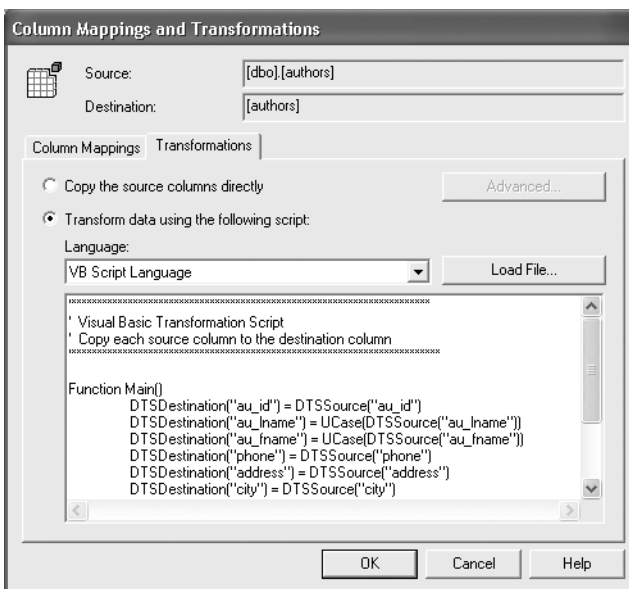 Column Mappings and Transformations
Source: [dbo].[authors]
Destination: [authors]
Column Mappings Transformations
Copy the source columns directly Advanced...
Transform data using the following script:
Language:
VB Script Language Load File...
' Visual Basic Transformation Script
' Copy each source column to the destination column
Function Main()
DTSDestination("au_id") = DTSSource("au_id")
DTSDestination("au_lname") = UCase(DTSSource("au_lname"))
DTSDestination("au_fname") = UCase(DTSSource("au_fname"))
DTSDestination("phone") = DTSSource("phone")
DTSDestination("address") = DTSSource("address")
DTSDestination("city") = DTSSource("city")
OK Cancel Help